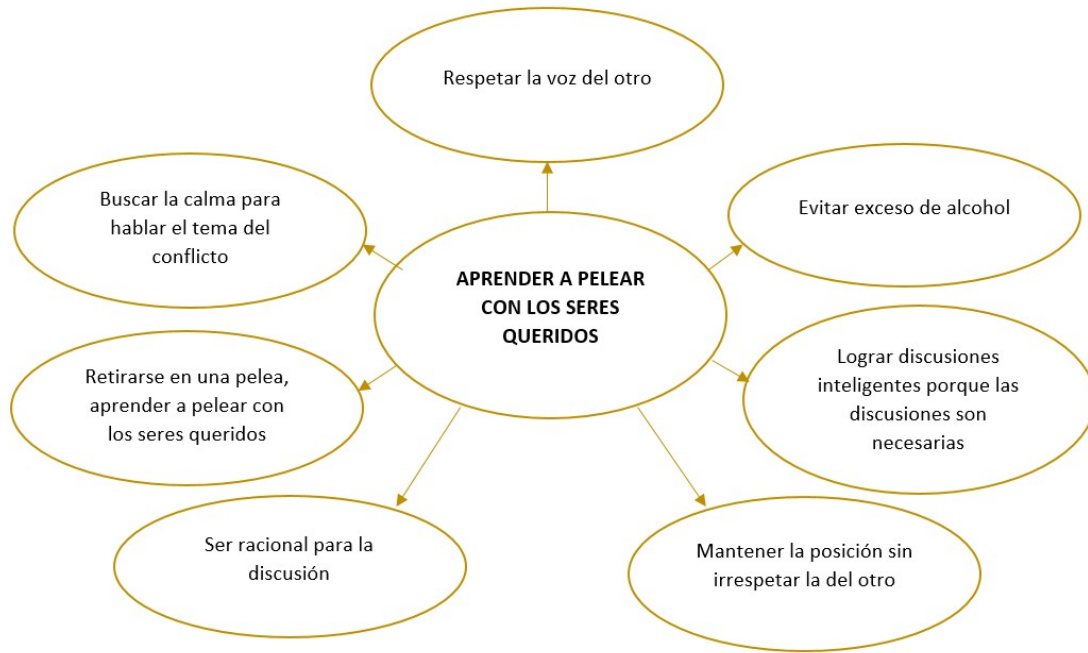 Respetar la voz del otro
Buscar la calma para
hablar el tema del
conflicto
Evitar exceso de alcohol
APRENDER A PELEAR
CON LOS SERES
QUERIDOS
Retirarse en una pelea,
aprender a pelear con
los seres queridos
Lograr discusiones
inteligentes porque las
discusiones son
necesarias
Ser racional para la
discusión
Mantener la posición sin
irrespetar la del otro